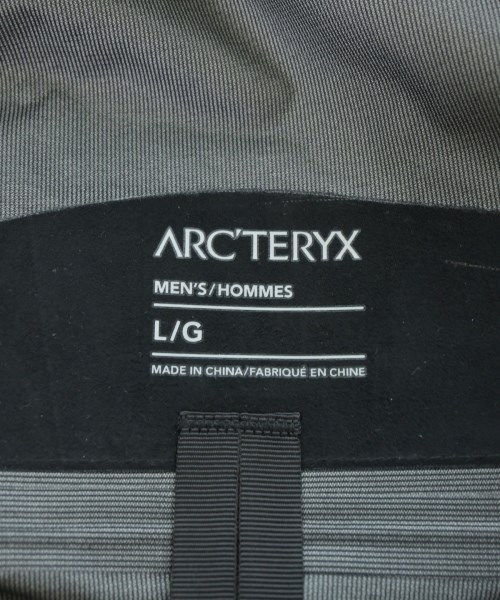 ARC'TERYX
MEN'S/HOMMES
L/G
MADE IN CHINA/FABRIQUÉ EN CHINE